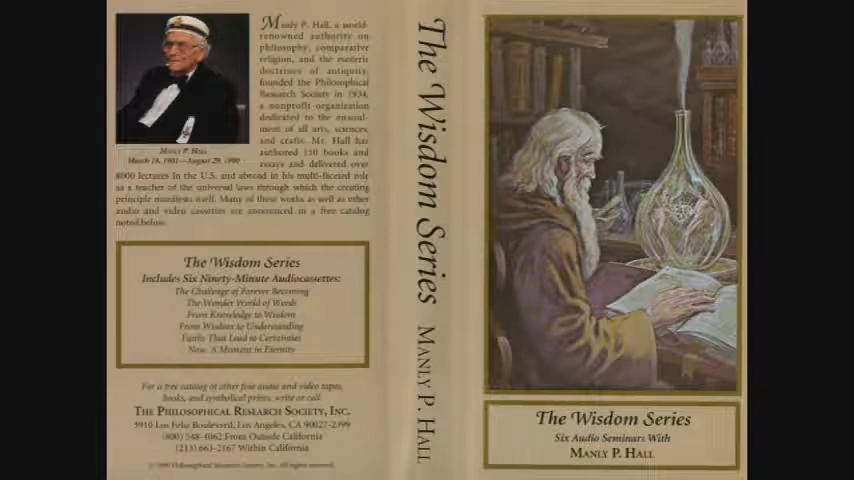 Manly P. Hall, a world-
renowned authority on
philosophy, comparative
religion, and the esoteric
doctrines of antiquity,
founded the Philosophical
Research Society in 1934,
a nonprofit organization
dedicated to the ensoul-
ment of all arts, sciences,
and crafts. Mr. Hall has
authored 150 books and
essays and delivered over
8000 lectures in the U.S. and abroad in his multi-faceted role
as a teacher of the universal laws through which the creating
principle manifests itself. Many of these works as well as other
audio and video cassettes are announced in a free catalog
noted below.
MANLY P. HALL
March 18, 1901—August 29, 1990
The Wisdom Series
Includes Six Ninety-Minute Audiocassettes:
The Challenge of Forever Becoming
The Wonder World of Words
From Knowledge to Wisdom
From Wisdom to Understanding
Faiths That Lead to Certainties
Now: A Moment in Eternity
For a free catalog of other fine audio and video tapes,
books, and symbolical prints, write or call
THE PHILOSOPHICAL RESEARCH SOCIETY, INC.
3910 Los Feliz Boulevard, Los Angeles, CA 90027-2399
(800) 548-4062 From Outside California
(213) 663-2167 Within California
Philosophical Research Society, Inc. All rights reserved.
The Wisdom Series MANLY P. HALL
The Wisdom Series
Six Audio Seminars With
MANLY P. HALL